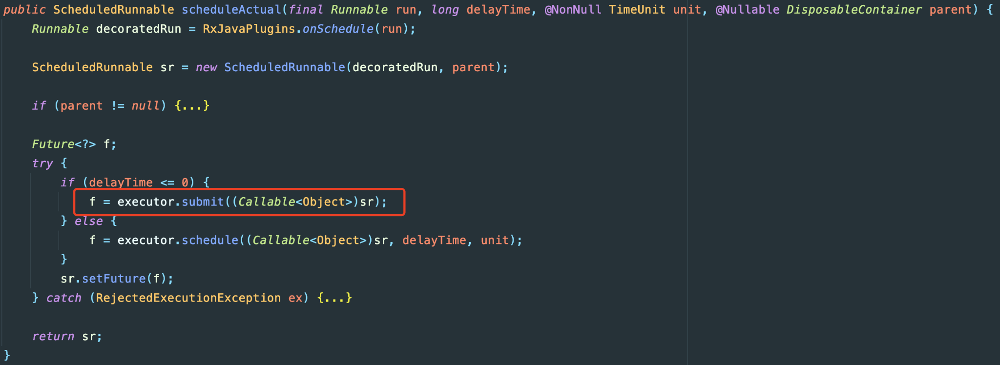 public ScheduledRunnable scheduleActual(final Runnable run, long delayTime, @NonNull TimeUnit unit, @Nullable DisposableContainer parent) {
    Runnable decoratedRun = RxJavaPlugins.onSchedule(run);

    ScheduledRunnable sr = new ScheduledRunnable(decoratedRun, parent);

    if (parent != null) {...}

    Future<?> f;
    try {
        if (delayTime <= 0) {
            f = executor.submit((Callable<Object>)sr);
        } else {
            f = executor.schedule((Callable<Object>)sr, delayTime, unit);
        }
        sr.setFuture(f);
    } catch (RejectedExecutionException ex) {...}

    return sr;
}